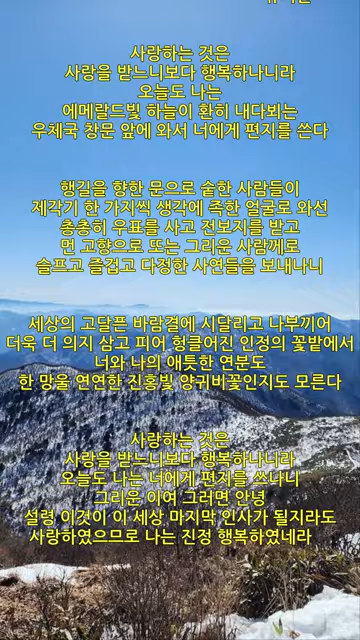 사랑하는 것은
사랑을 받느니보다 행복하나니라
오늘도 나는
에메랄드빛 하늘이 환히 내다뵈는
우체국 창문 앞에 와서 너에게 편지를 쓴다
행길을 향한 문으로 숱한 사람들이
제각기 한 가지씩 생각에 족한 얼굴로 와선
총총히 우표를 사고 전보지를 받고
먼 고향으로 또는 그리운 사람께로
슬프고 즐겁고 다정한 사연들을 보내나니
세상의 고달픈 바람결에 시달리고 나부끼어
더욱 더 의지 삼고 피어 헝클어진 인정의 꽃밭에서
너와 나의 애틋한 연분도
한 망울 연연한 진홍빛 양귀비꽃인지도 모른다
사랑하는 것은
사랑을 받느니보다 행복하나니라
오늘도 나는 너에게 편지를 쓰나니
그리운 이여 그러면 안녕
설령 이것이 이 세상 마지막 인사가 될지라도
사랑하였으므로 나는 진정 행복하였네라